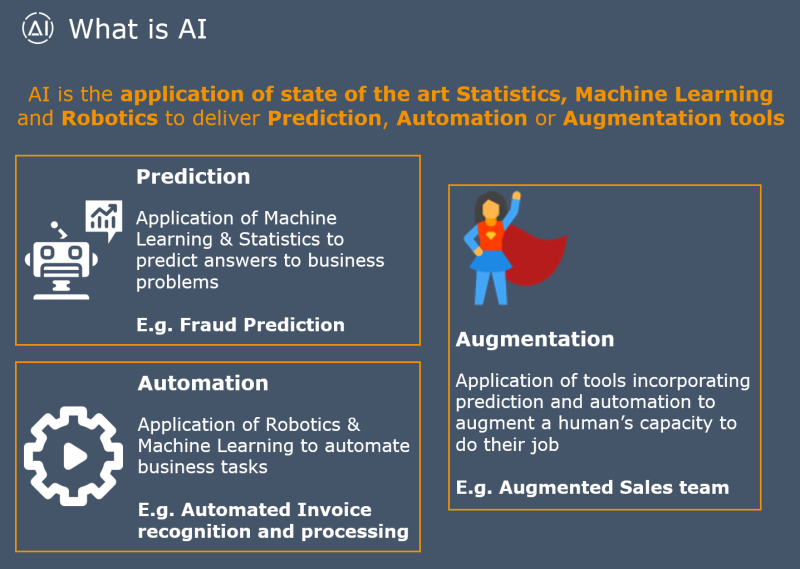 AI What is AI
AI is the application of state of the art Statistics, Machine Learning
and Robotics to deliver Prediction, Automation or Augmentation tools
Prediction
Application of Machine
Learning & Statistics to
predict answers to business
problems
E.g. Fraud Prediction
Automation
Application of Robotics &
Machine Learning to automate
business tasks
E.g. Automated Invoice
recognition and processing
Augmentation
Application of tools incorporating
prediction and automation to
augment a human’s capacity to
do their job
E.g. Augmented Sales team